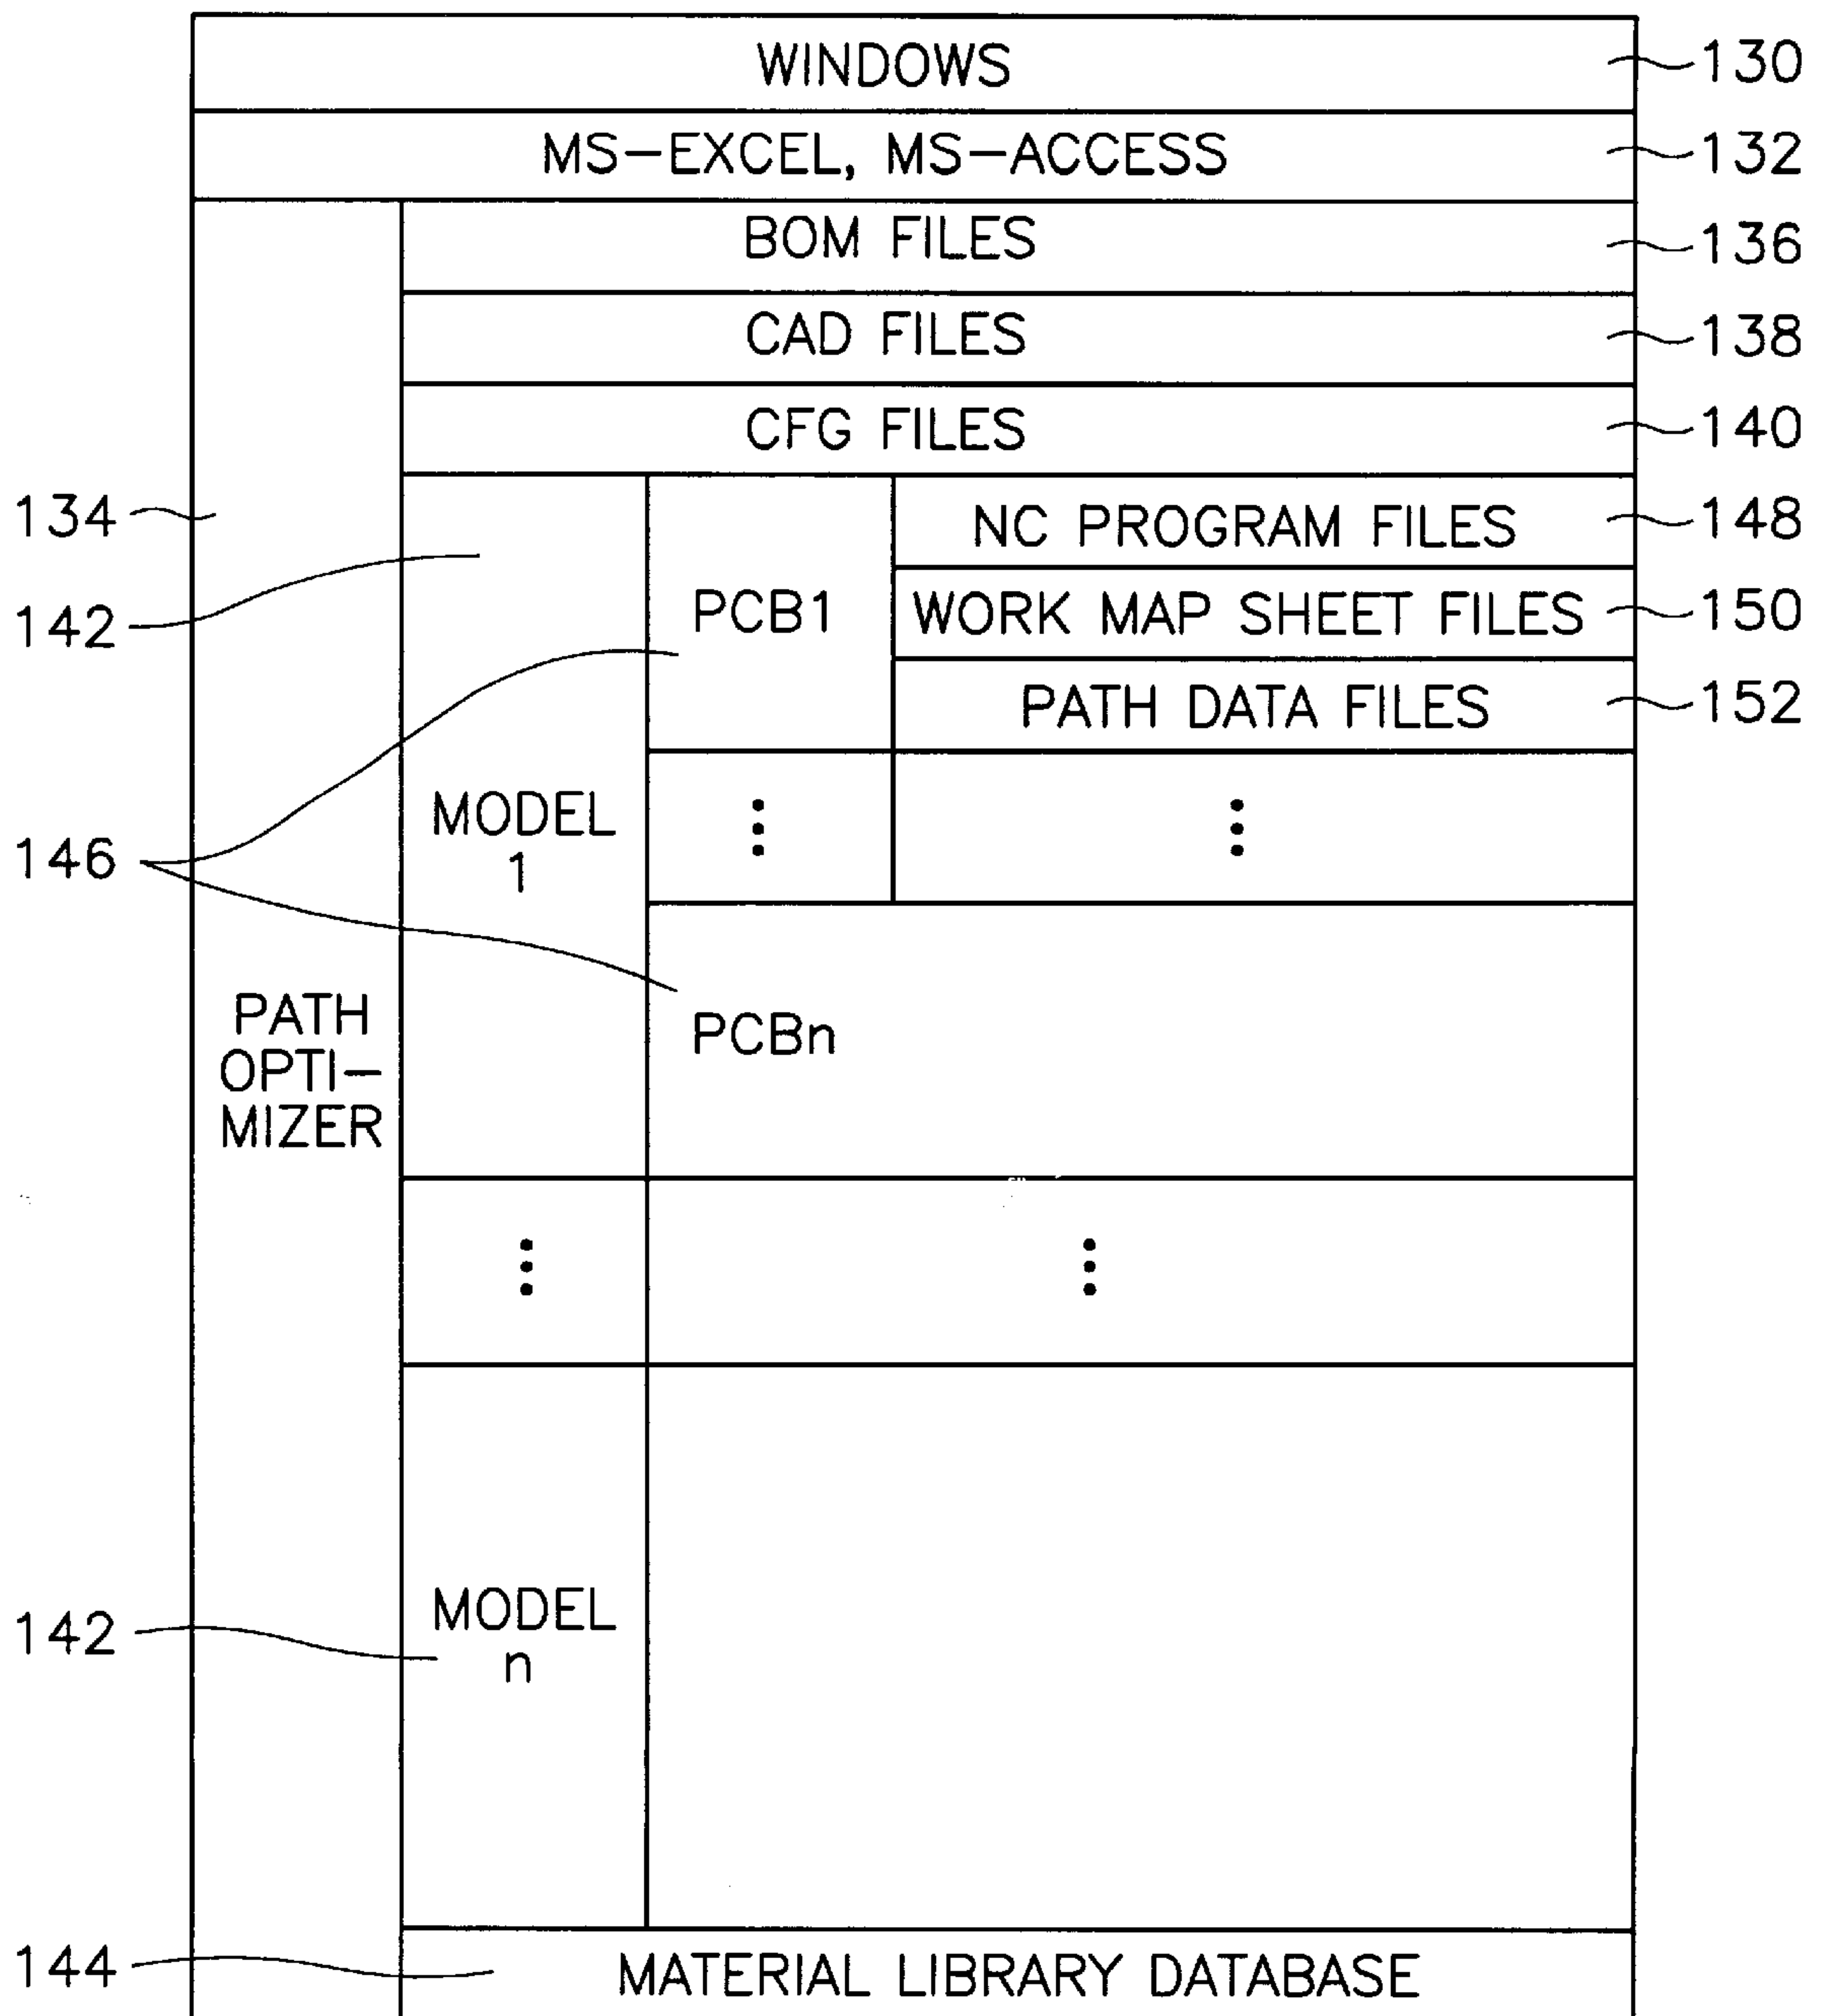 WINDOWS
130
MS-EXCEL, MS-ACCESS
132
BOM FILES
136
CAD FILES
138
CFG FILES
140
134
142
NC PROGRAM FILES
148
PCB1
WORK MAP SHEET FILES
150
PATH DATA FILES
152
146
MODEL
1
PATH
OPTI-
MIZER
PCBn
142
MODEL
n
144
MATERIAL LIBRARY DATABASE